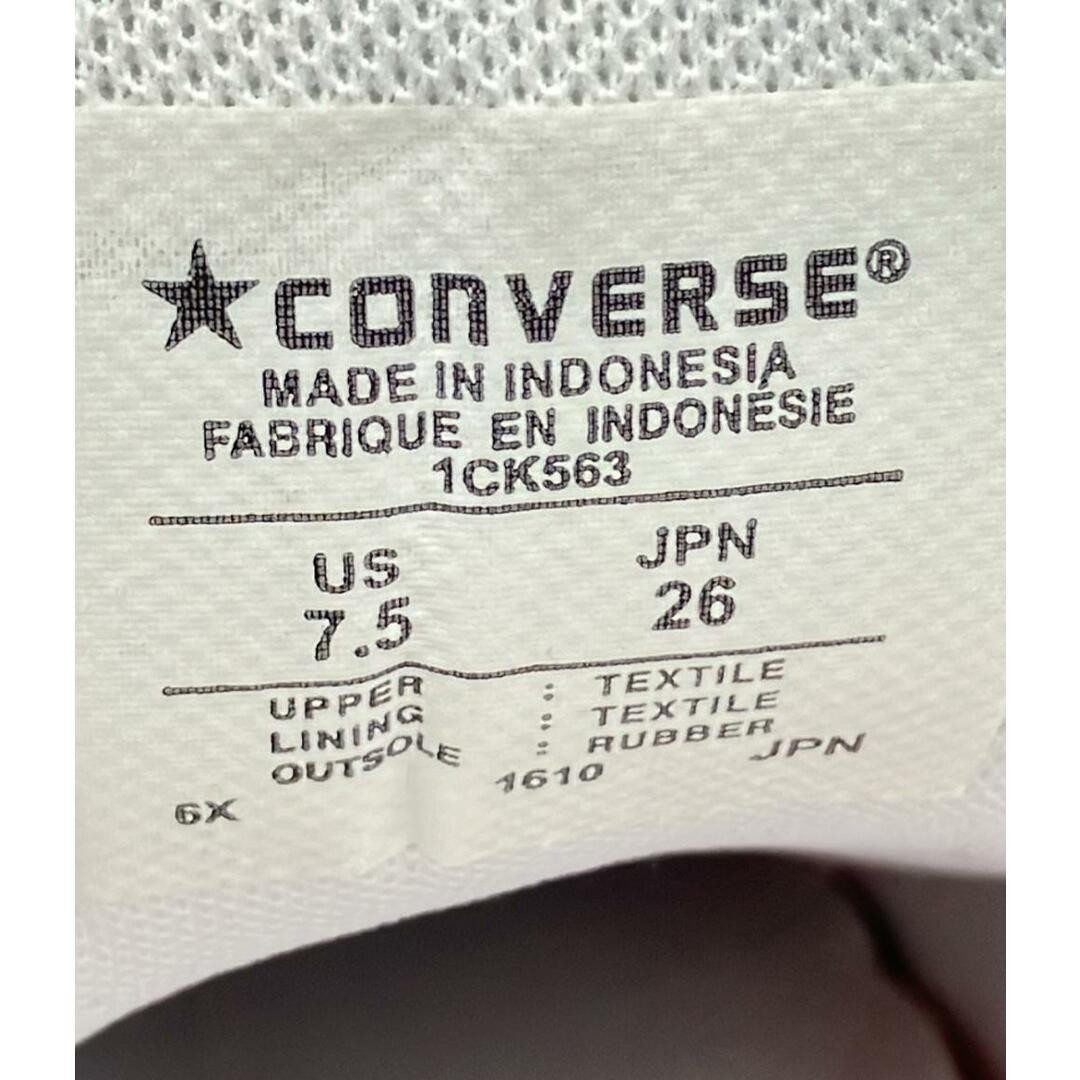 ★CONVERSE®
MADE IN INDONESIA
FABRIQUE EN INDONÉSIE
1CK563
US JPN
7.5 26
UPPER : TEXTILE
LINING : TEXTILE
OUTSOLE : RUBBER
6X 1610 JPN